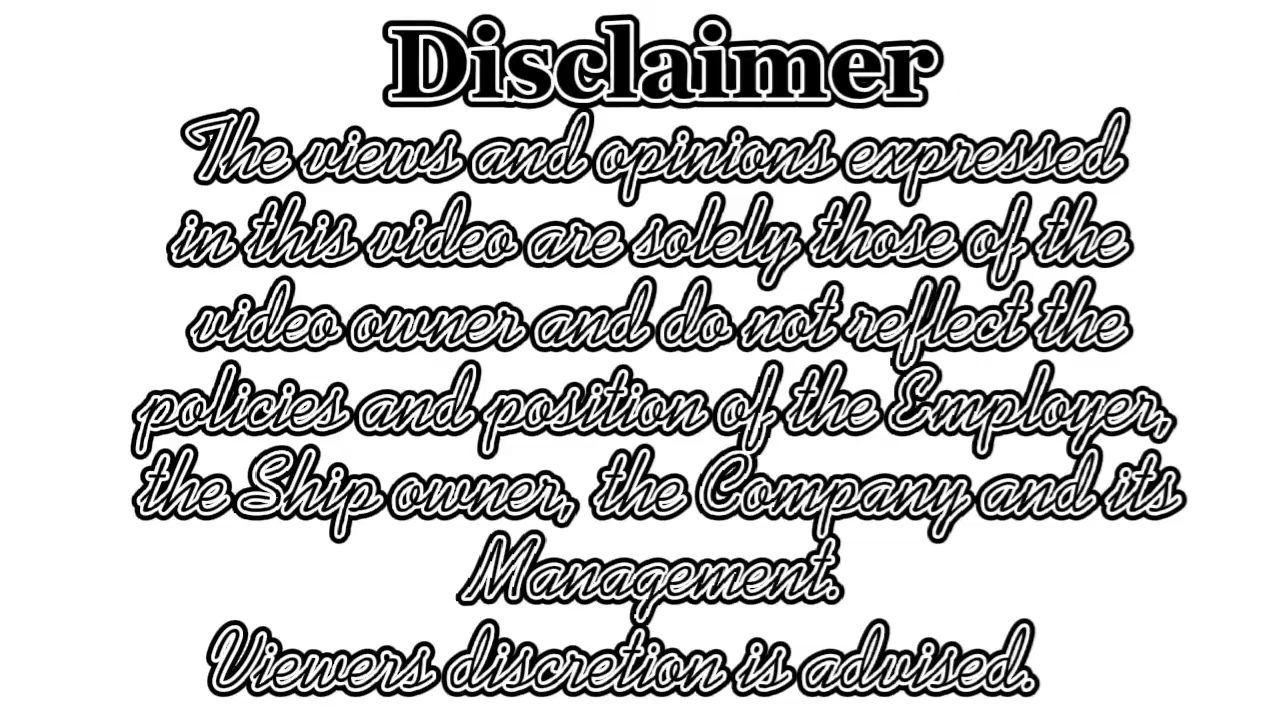 Disclaimer
The views and opinions expressed
in this video are solely those of the
video owner and do not reflect the
policies and position of the Employer,
the Ship owner, the Company and its
Management.
Viewers discretion is advised.